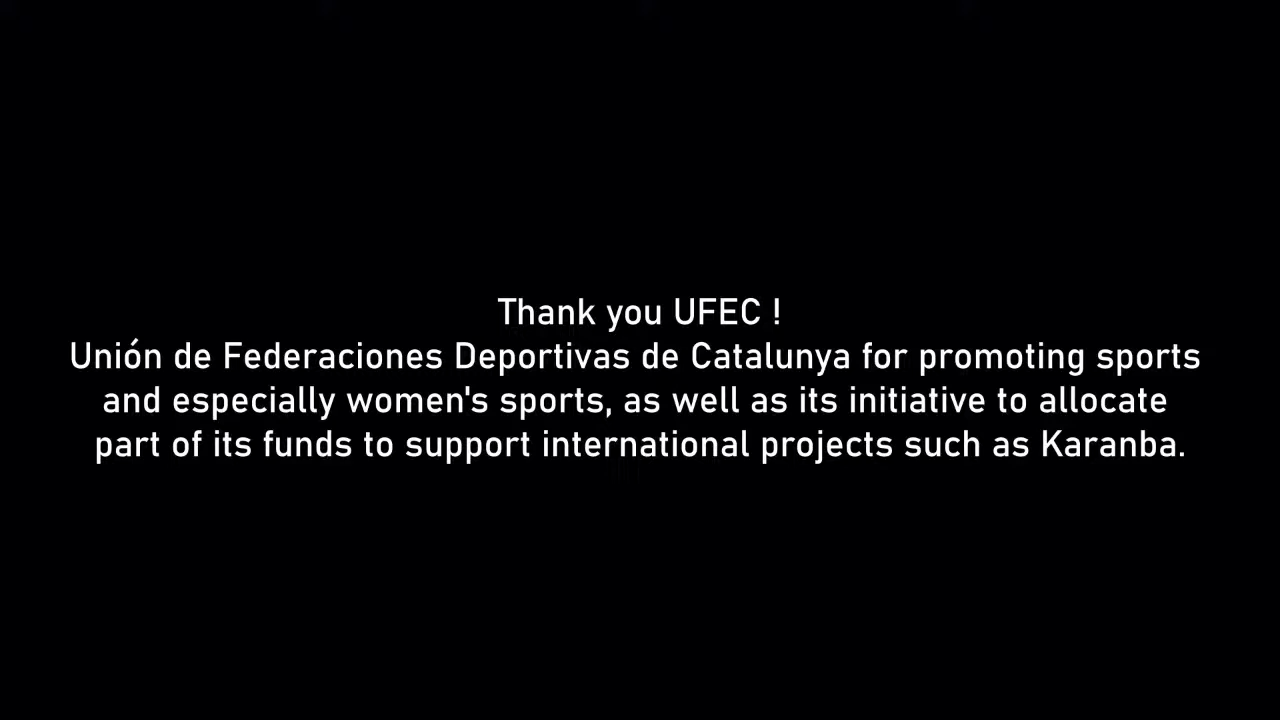 Thank you UFEC !
Unión de Federaciones Deportivas de Catalunya for promoting sports
and especially women's sports, as well as its initiative to allocate
part of its funds to support international projects such as Karanba.